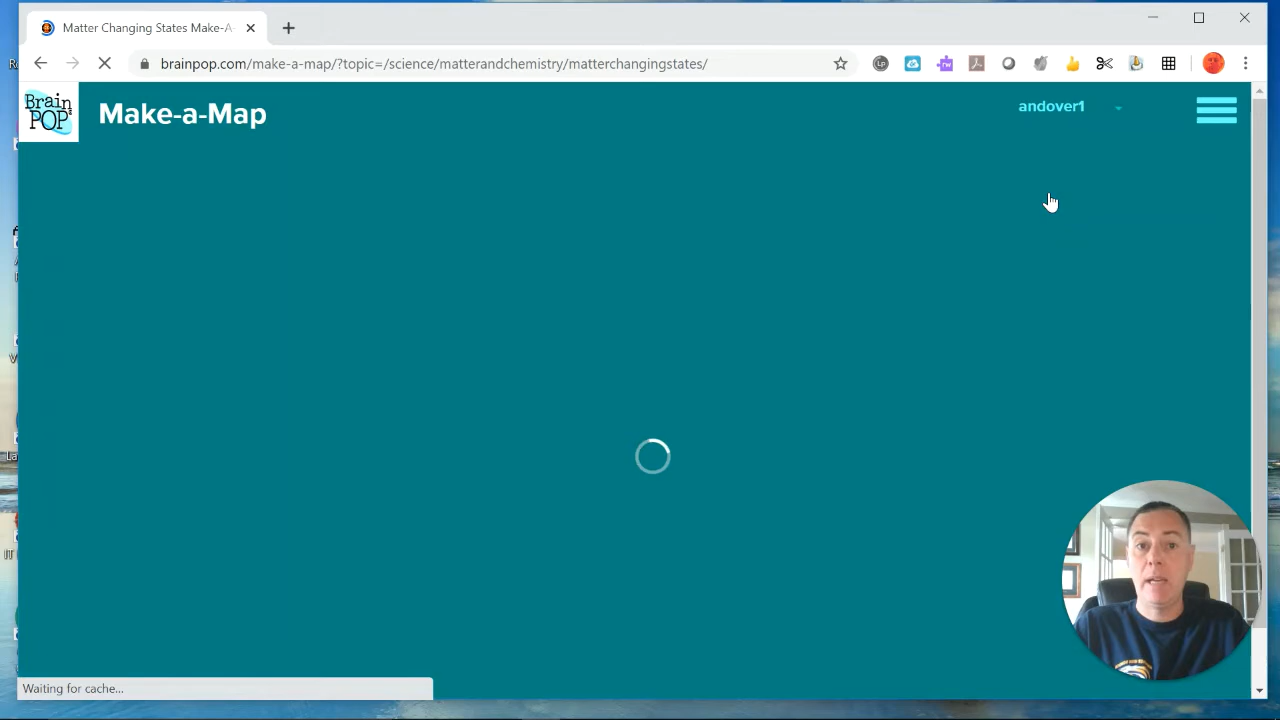 Matter Changing States Make-A-
brainpop.com/make-a-map/?topic=/science/matterandchemistry/matterchangingstates/
Brain
POP
Make-a-Map
andover1
Waiting for cache...